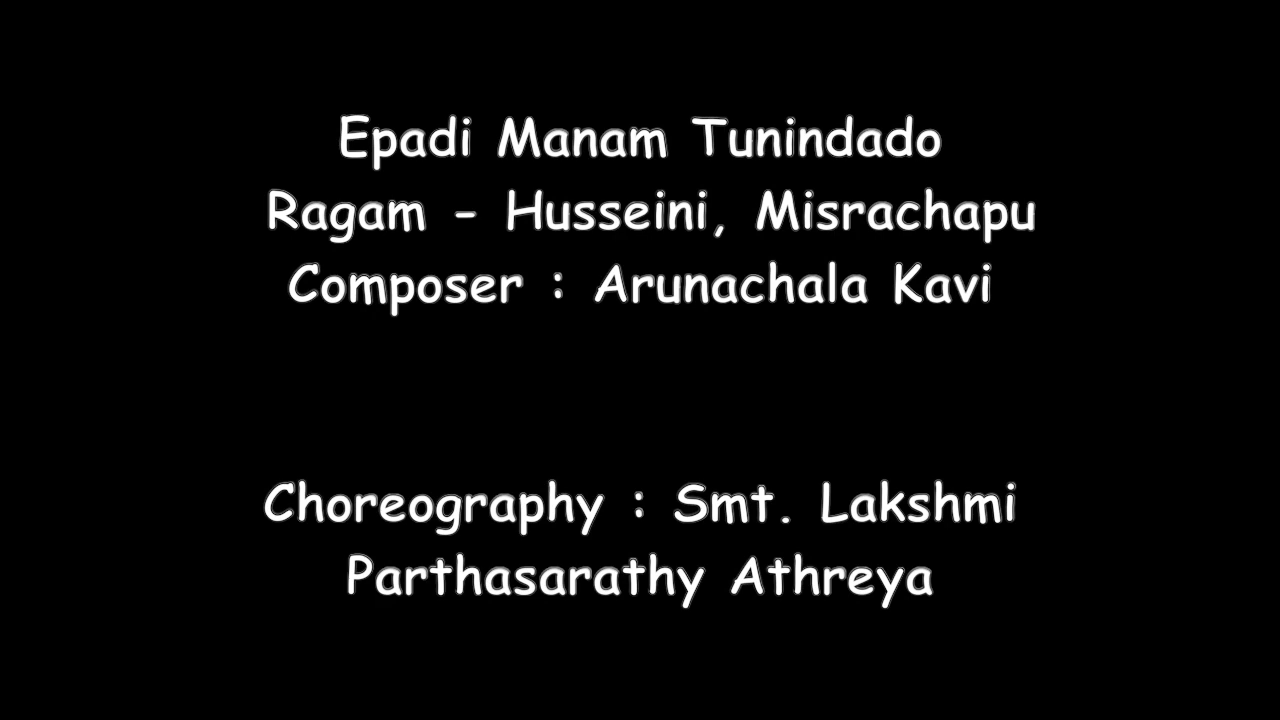 Epadi Manam Tunindado
Ragam - Husseini, Misrachapu
Composer : Arunachala Kavi
Choreography : Smt. Lakshmi
Parthasarathy Athreya